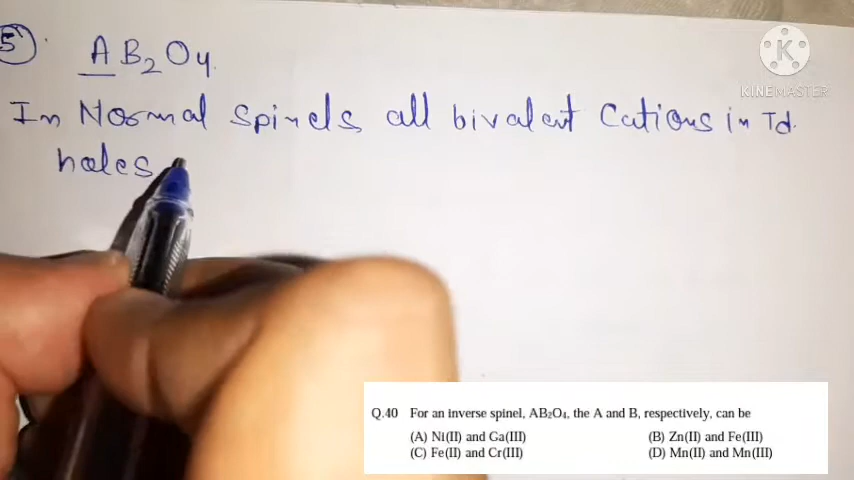 5) AB2O4.
In Normal spinels all bivalent Cations in Td.
holes
K
KINEMASTER
Q.40 For an inverse spinel, AB₂O₄, the A and B, respectively, can be
(A) Ni(II) and Ga(III) (B) Zn(II) and Fe(III)
(C) Fe(II) and Cr(III) (D) Mn(II) and Mn(III)